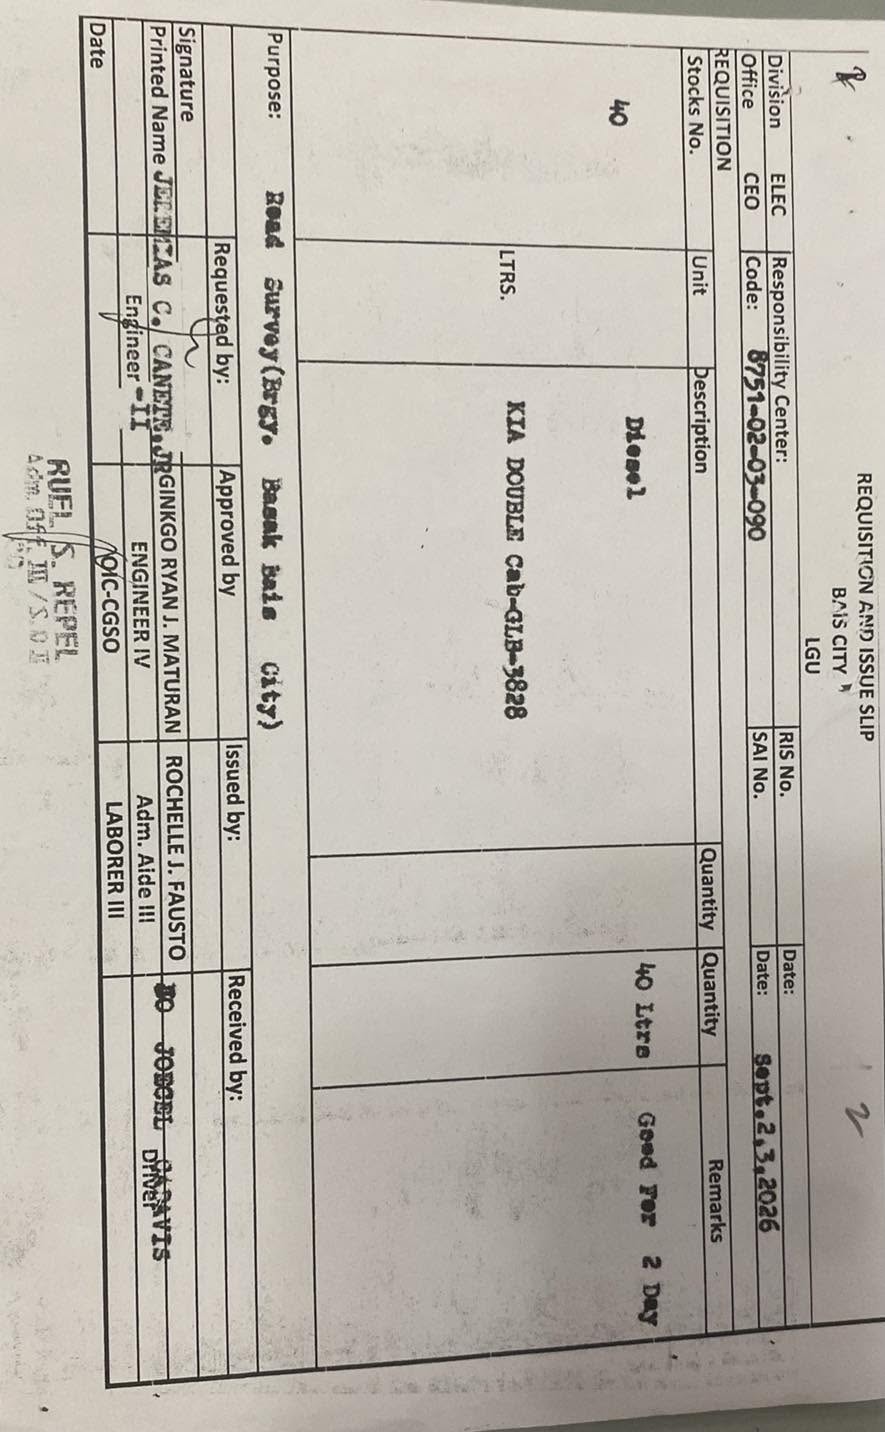 2
REQUISITION AND ISSUE SLIP
BAIS CITY
LGU
Division ELEC Responsibility Center: RIS No. Date:
Office CEO Code: 8751-02-03-090 SAI No. Date: Sept.2,3,2026
REQUISITION
Stocks No. Unit Description Quantity Quantity Remarks
40 Diesel 40 Ltrs Good For 2 Day
LTRS. KIA DOUBLE Cab-GLB-3828
Purpose: Road Survey(Brgy. Basak Bais City)
Requested by: Approved by Issued by: Received by:
Signature
Printed Name JEREMIAS C. CANETE,JR GINKGO RYAN J. MATURAN ROCHELLE J. FAUSTO
Engineer-II ENGINEER IV Adm. Aide III Driver
OIC-CGSO LABORER III
Date
RUEL S. REPEL
Adm. Off. III